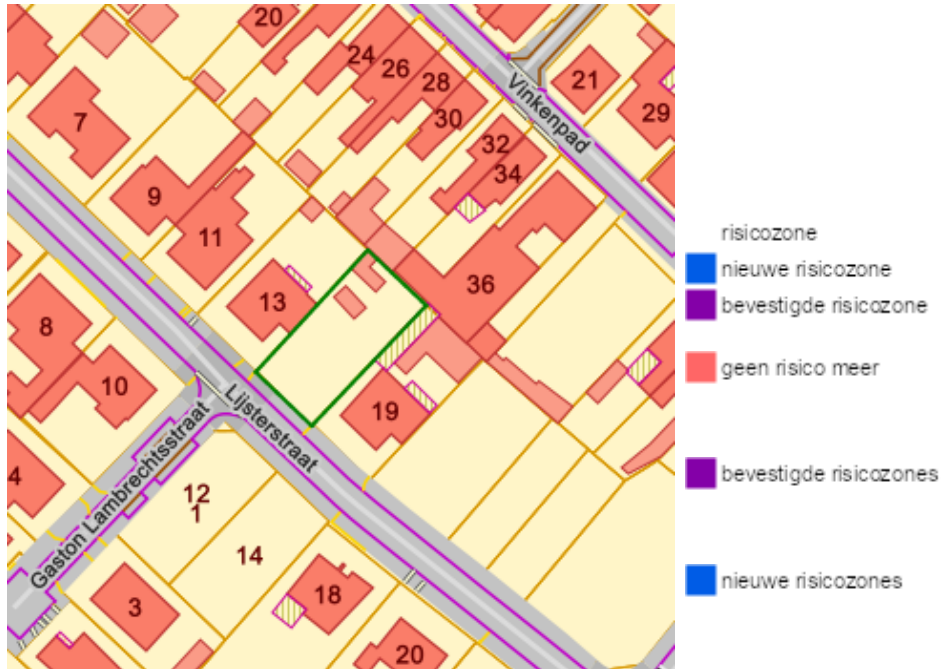 20
24
26
28
30
Vinkenpad
21
29
7
32
34
9
11
36
13
8
10
Lijsterstraat
19
4
Gaston Lambrechtsstraat
12
1
14
3
18
20
risicozone
nieuwe risicozone
bevestigde risicozone
geen risico meer
bevestigde risicozones
nieuwe risicozones